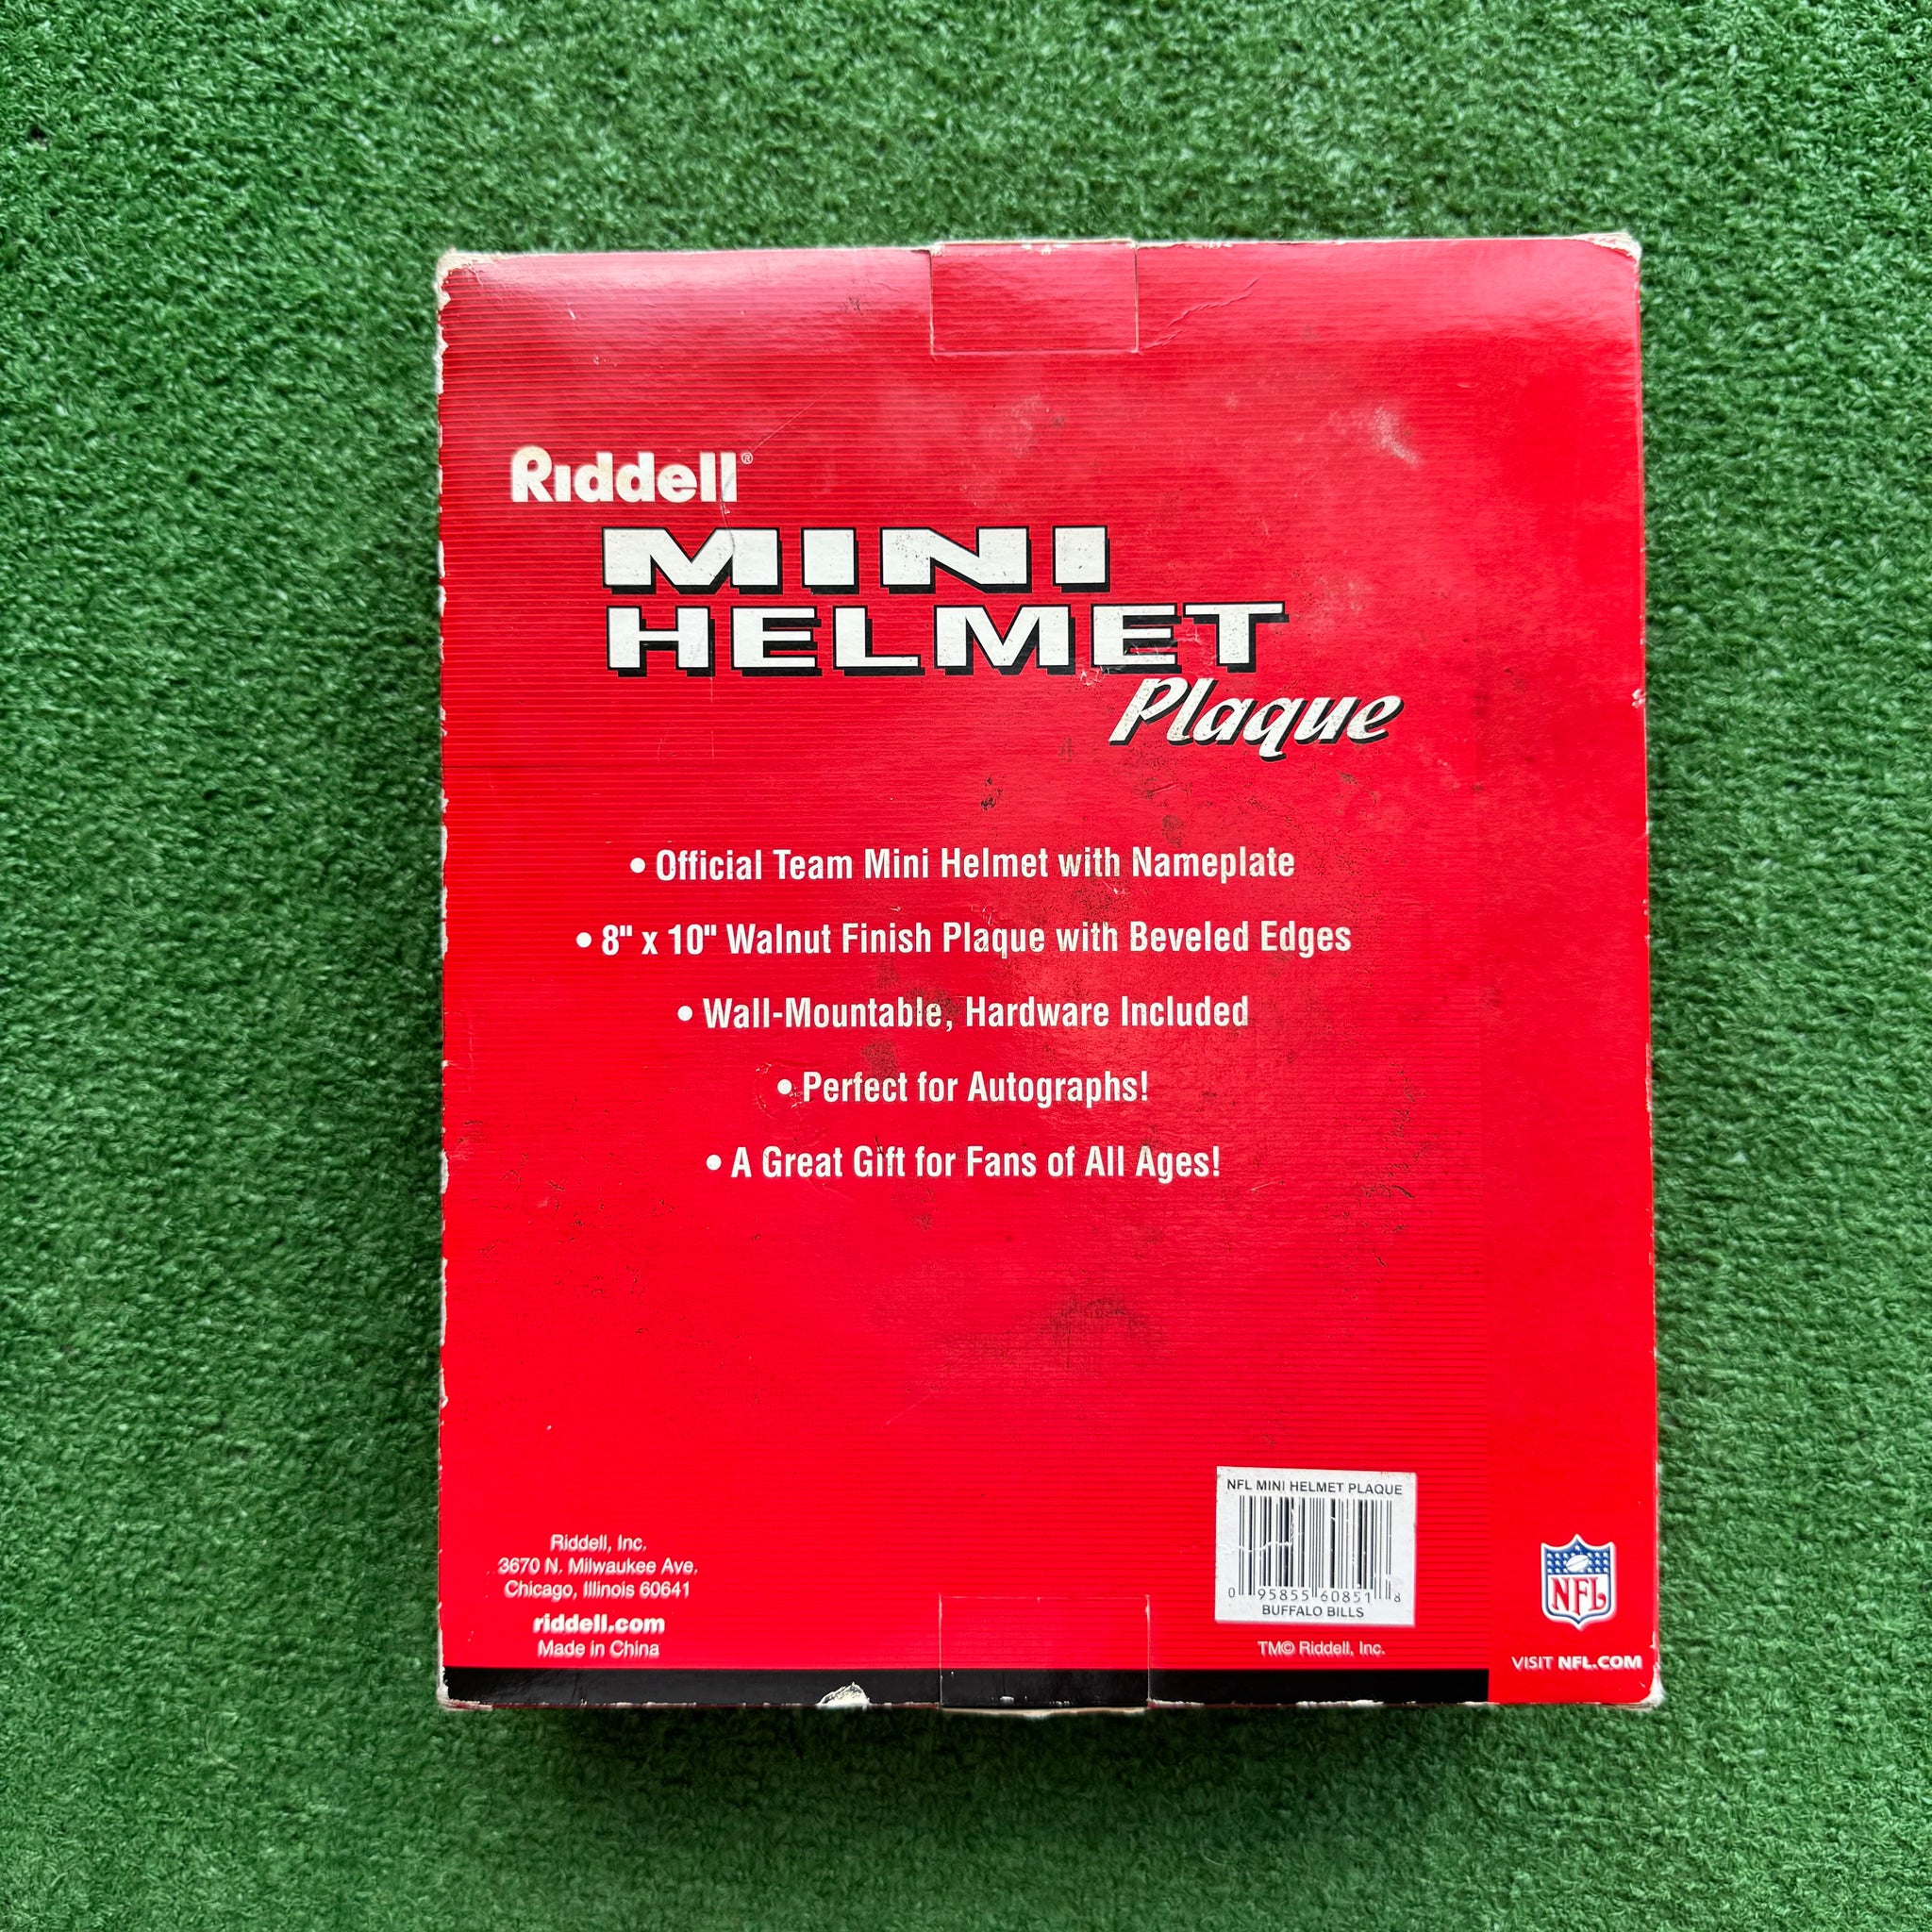 Riddell®
MINI
HELMET
Plaque
• Official Team Mini Helmet with Nameplate
• 8" x 10" Walnut Finish Plaque with Beveled Edges
• Wall-Mountable, Hardware Included
• Perfect for Autographs!
• A Great Gift for Fans of All Ages!
Riddell, Inc.
3670 N. Milwaukee Ave.
Chicago, Illinois 60641
riddell.com
Made in China
NFL MINI HELMET PLAQUE
0 95855 60851 8
BUFFALO BILLS
TM© Riddell, Inc.
NFL
VISIT NFL.COM